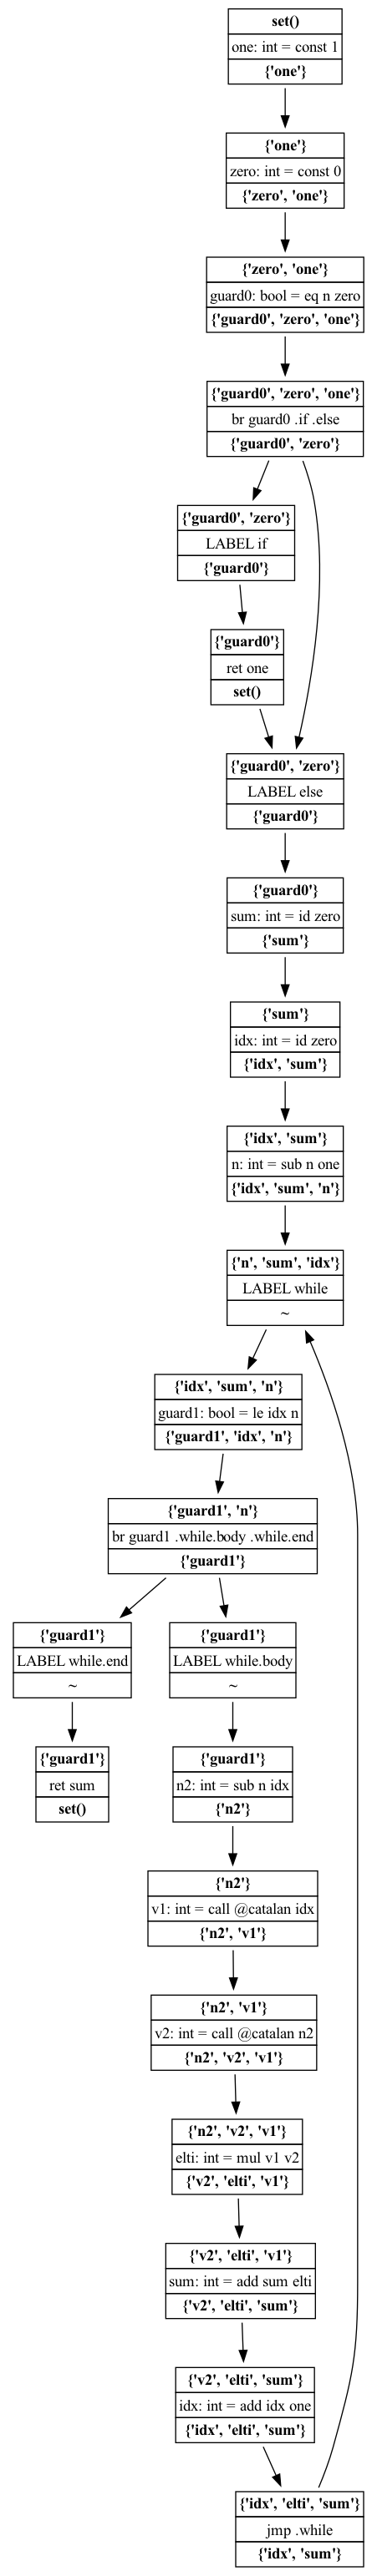 set()
one: int = const 1
{'one'}
{'one'}
zero: int = const 0
{'zero', 'one'}
{'zero', 'one'}
guard0: bool = eq n zero
{'guard0', 'zero', 'one'}
{'guard0', 'zero', 'one'}
br guard0 .if .else
{'guard0', 'zero'}
{'guard0', 'zero'}
LABEL if
{'guard0'}
{'guard0'}
ret one
set()
{'guard0', 'zero'}
LABEL else
{'guard0'}
{'guard0'}
sum: int = id zero
{'sum'}
{'sum'}
idx: int = id zero
{'idx', 'sum'}
{'idx', 'sum'}
n: int = sub n one
{'idx', 'sum', 'n'}
{'n', 'sum', 'idx'}
LABEL while
~
{'idx', 'sum', 'n'}
guard1: bool = le idx n
{'guard1', 'idx', 'n'}
{'guard1', 'n'}
br guard1 .while.body .while.end
{'guard1'}
{'guard1'}
LABEL while.end
~
{'guard1'}
LABEL while.body
~
{'guard1'}
ret sum
set()
{'guard1'}
n2: int = sub n idx
{'n2'}
{'n2'}
v1: int = call @catalan idx
{'n2', 'v1'}
{'n2', 'v1'}
v2: int = call @catalan n2
{'n2', 'v2', 'v1'}
{'n2', 'v2', 'v1'}
elti: int = mul v1 v2
{'v2', 'elti', 'v1'}
{'v2', 'elti', 'v1'}
sum: int = add sum elti
{'v2', 'elti', 'sum'}
{'v2', 'elti', 'sum'}
idx: int = add idx one
{'idx', 'elti', 'sum'}
{'idx', 'elti', 'sum'}
jmp .while
{'idx', 'sum'}